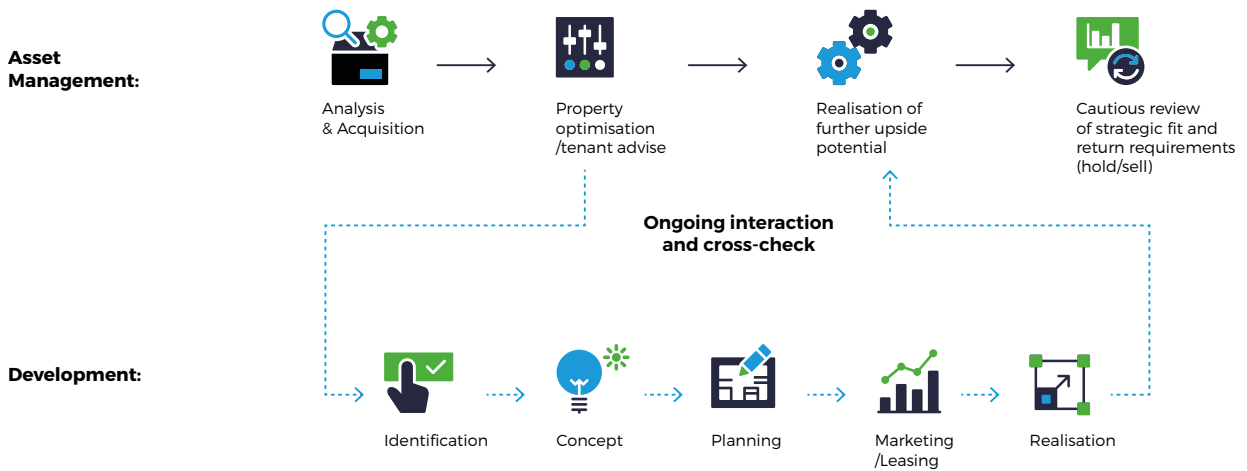 Asset
Management:
Analysis
& Acquisition
Property
optimisation
/tenant advise
Realisation of
further upside
potential
Cautious review
of strategic fit and
return requirements
(hold/sell)
Ongoing interaction
and cross-check
Development:
Identification
Concept
Planning
Marketing
/Leasing
Realisation